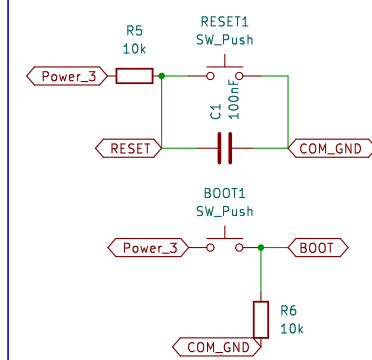 RESET1
SW_Push
R5
10k
Power_3
C1
100nF
RESET
COM_GND
BOOT1
SW_Push
Power_3
BOOT
R6
10k
COM_GND